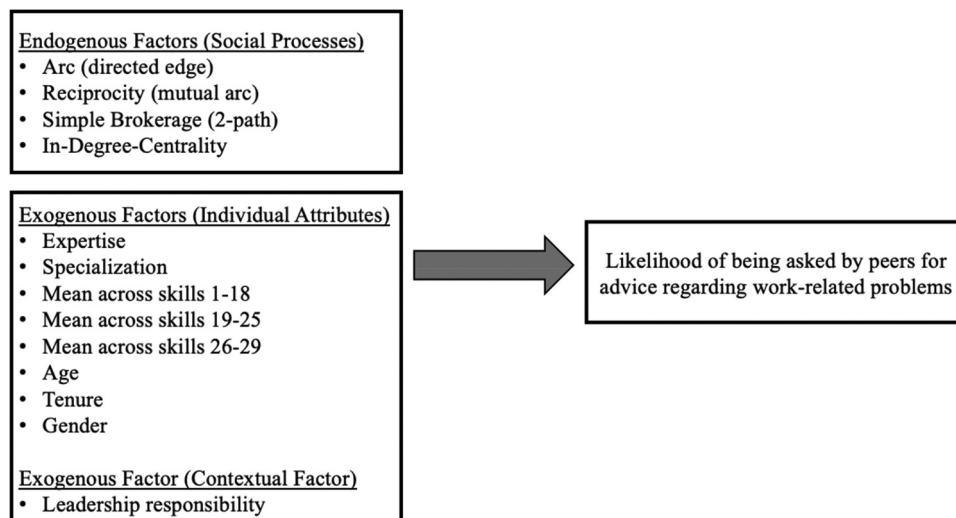 Endogenous Factors (Social Processes)
• Arc (directed edge)
• Reciprocity (mutual arc)
• Simple Brokerage (2-path)
• In-Degree-Centrality
Exogenous Factors (Individual Attributes)
• Expertise
• Specialization
• Mean across skills 1-18
• Mean across skills 19-25
• Mean across skills 26-29
• Age
• Tenure
• Gender
Exogenous Factor (Contextual Factor)
• Leadership responsibility
Likelihood of being asked by peers for
advice regarding work-related problems